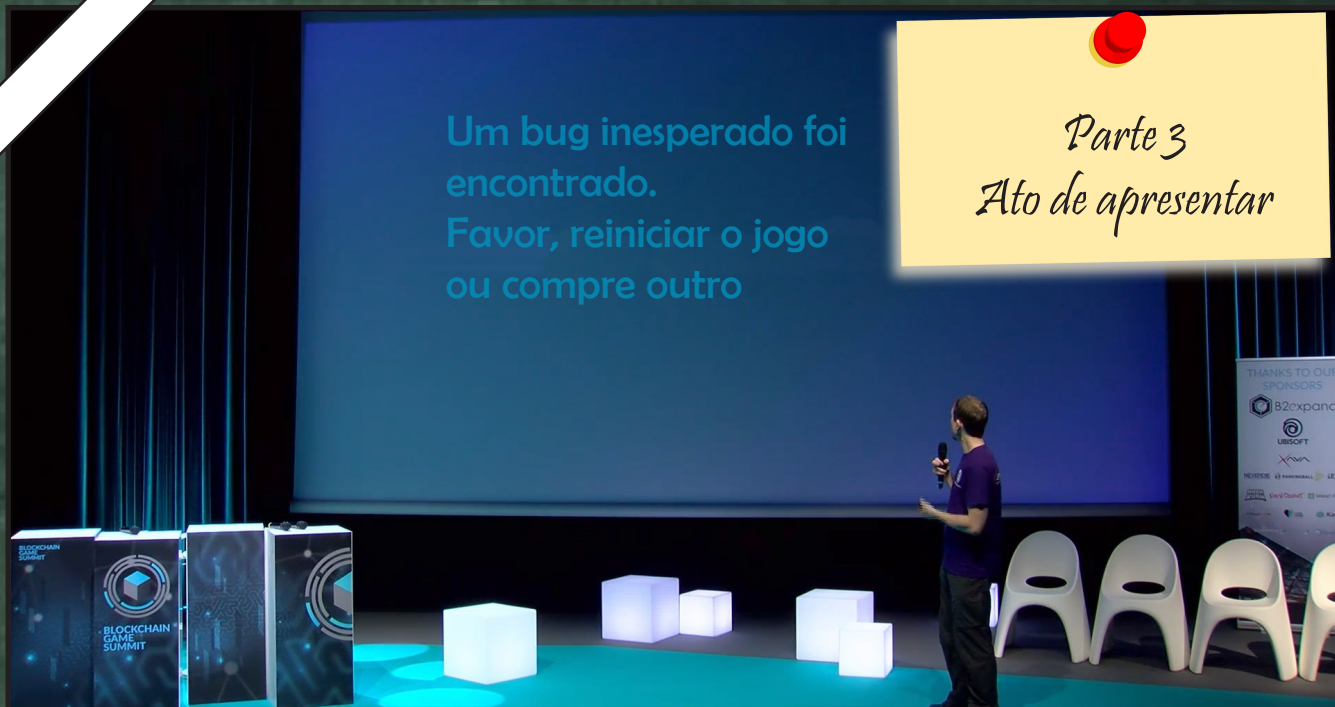 Um bug inesperado foi
encontrado.
Favor, reiniciar o jogo
ou compre outro
Parte 3
Ato de apresentar
THANKS TO OUR
SPONSORS
B2expand
UBISOFT
XAYA
BLOCKCHAIN
GAME
SUMMIT
BLOCKCHAIN
GAME
SUMMIT